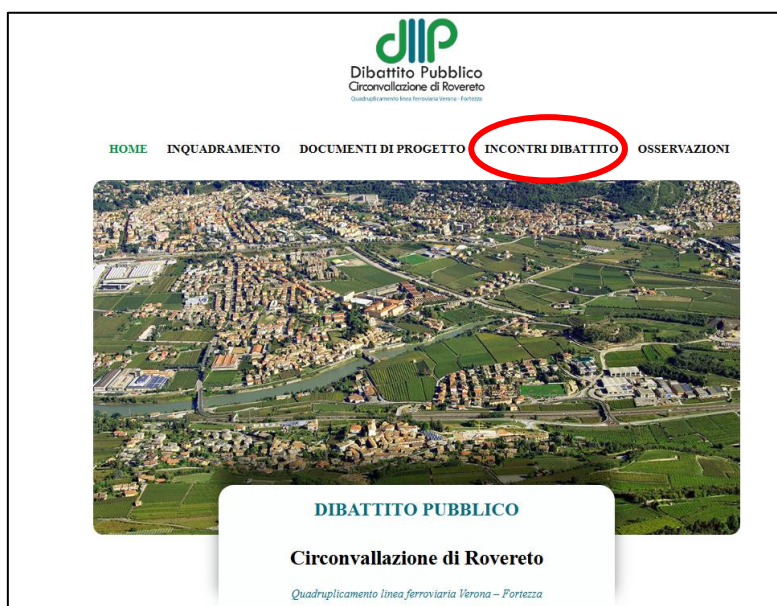 Dibattito Pubblico
Circonvallazione di Rovereto
Quadruplicamento linea ferroviaria Verona - Fortezza
HOME INQUADRAMENTO DOCUMENTI DI PROGETTO INCONTRI DIBATTITO OSSERVAZIONI
DIBATTITO PUBBLICO
Circonvallazione di Rovereto
Quadruplicamento linea ferroviaria Verona – Fortezza